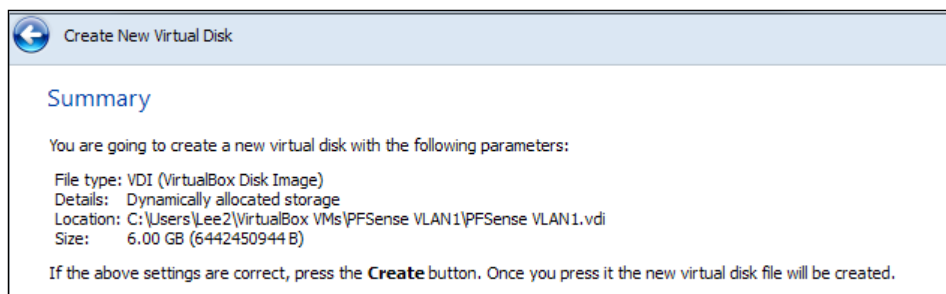 Create New Virtual Disk
Summary
You are going to create a new virtual disk with the following parameters:
File type: VDI (VirtualBox Disk Image)
Details: Dynamically allocated storage
Location: C:\Users\Lee2\VirtualBox VMs\PFSense VLAN1\PFSense VLAN1.vdi
Size: 6.00 GB (6442450944 B)
If the above settings are correct, press the Create button. Once you press it the new virtual disk file will be created.